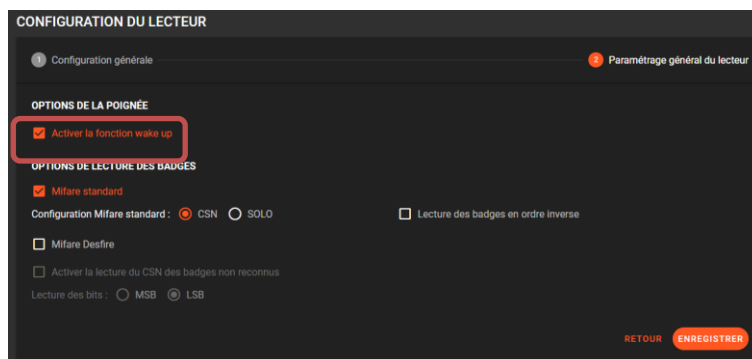 CONFIGURATION DU LECTEUR
1 Configuration générale
2 Paramétrage général du lecteur
OPTIONS DE LA POIGNÉE
Activer la fonction wake up
OPTIONS DE LECTURE DES BADGES
Mifare standard
Configuration Mifare standard : CSN SOLO
Lecture des badges en ordre inverse
Mifare Desfire
Activer la lecture du CSN des badges non reconnus
Lecture des bits : MSB LSB
RETOUR ENREGISTRER